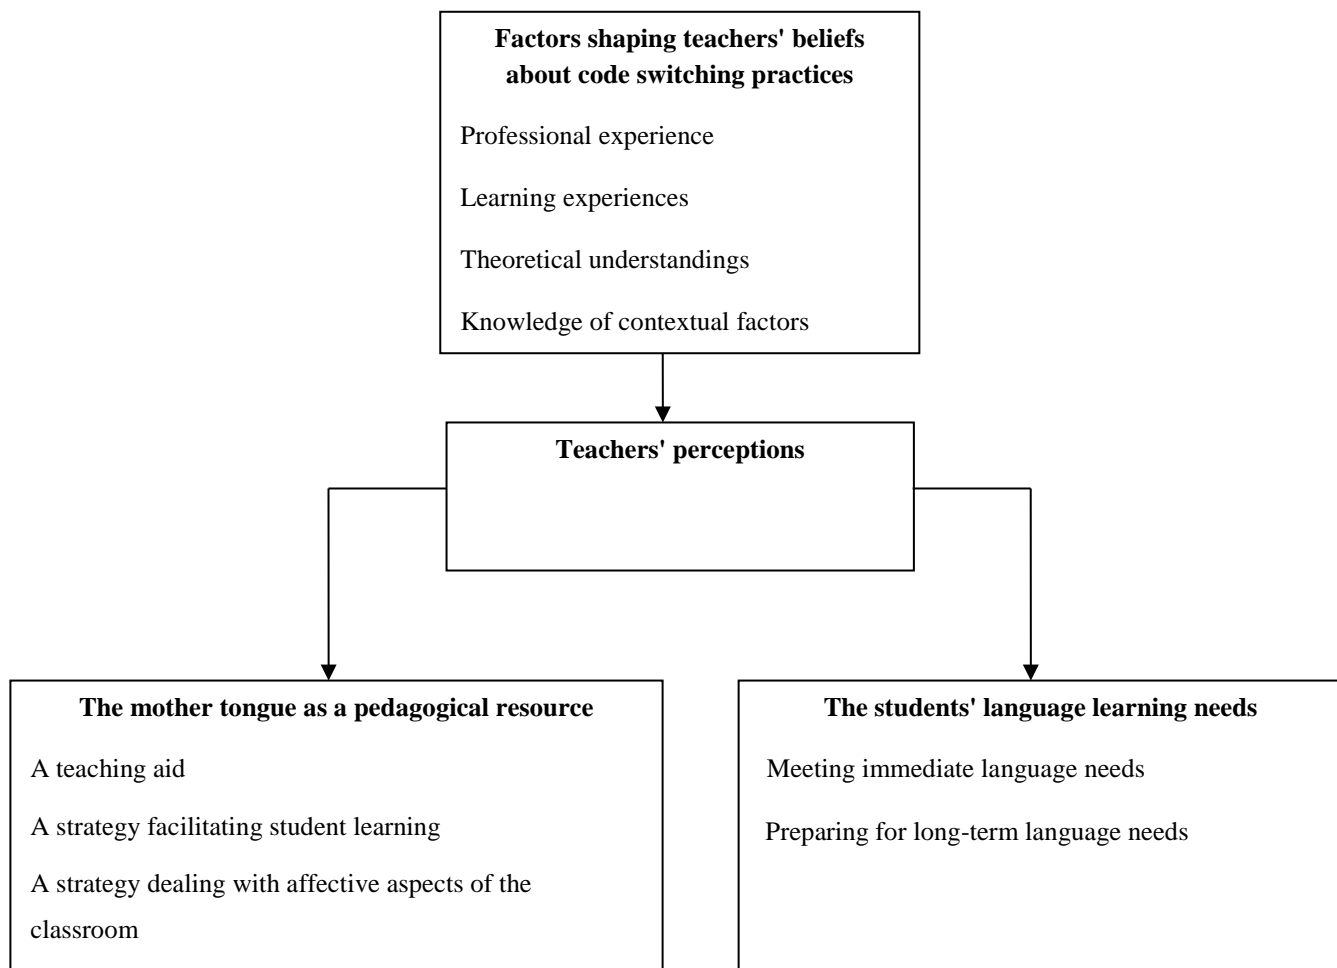 Factors shaping teachers' beliefs
about code switching practices
Professional experience
Learning experiences
Theoretical understandings
Knowledge of contextual factors
Teachers' perceptions
The mother tongue as a pedagogical resource
A teaching aid
A strategy facilitating student learning
A strategy dealing with affective aspects of the
classroom
The students' language learning needs
Meeting immediate language needs
Preparing for long-term language needs